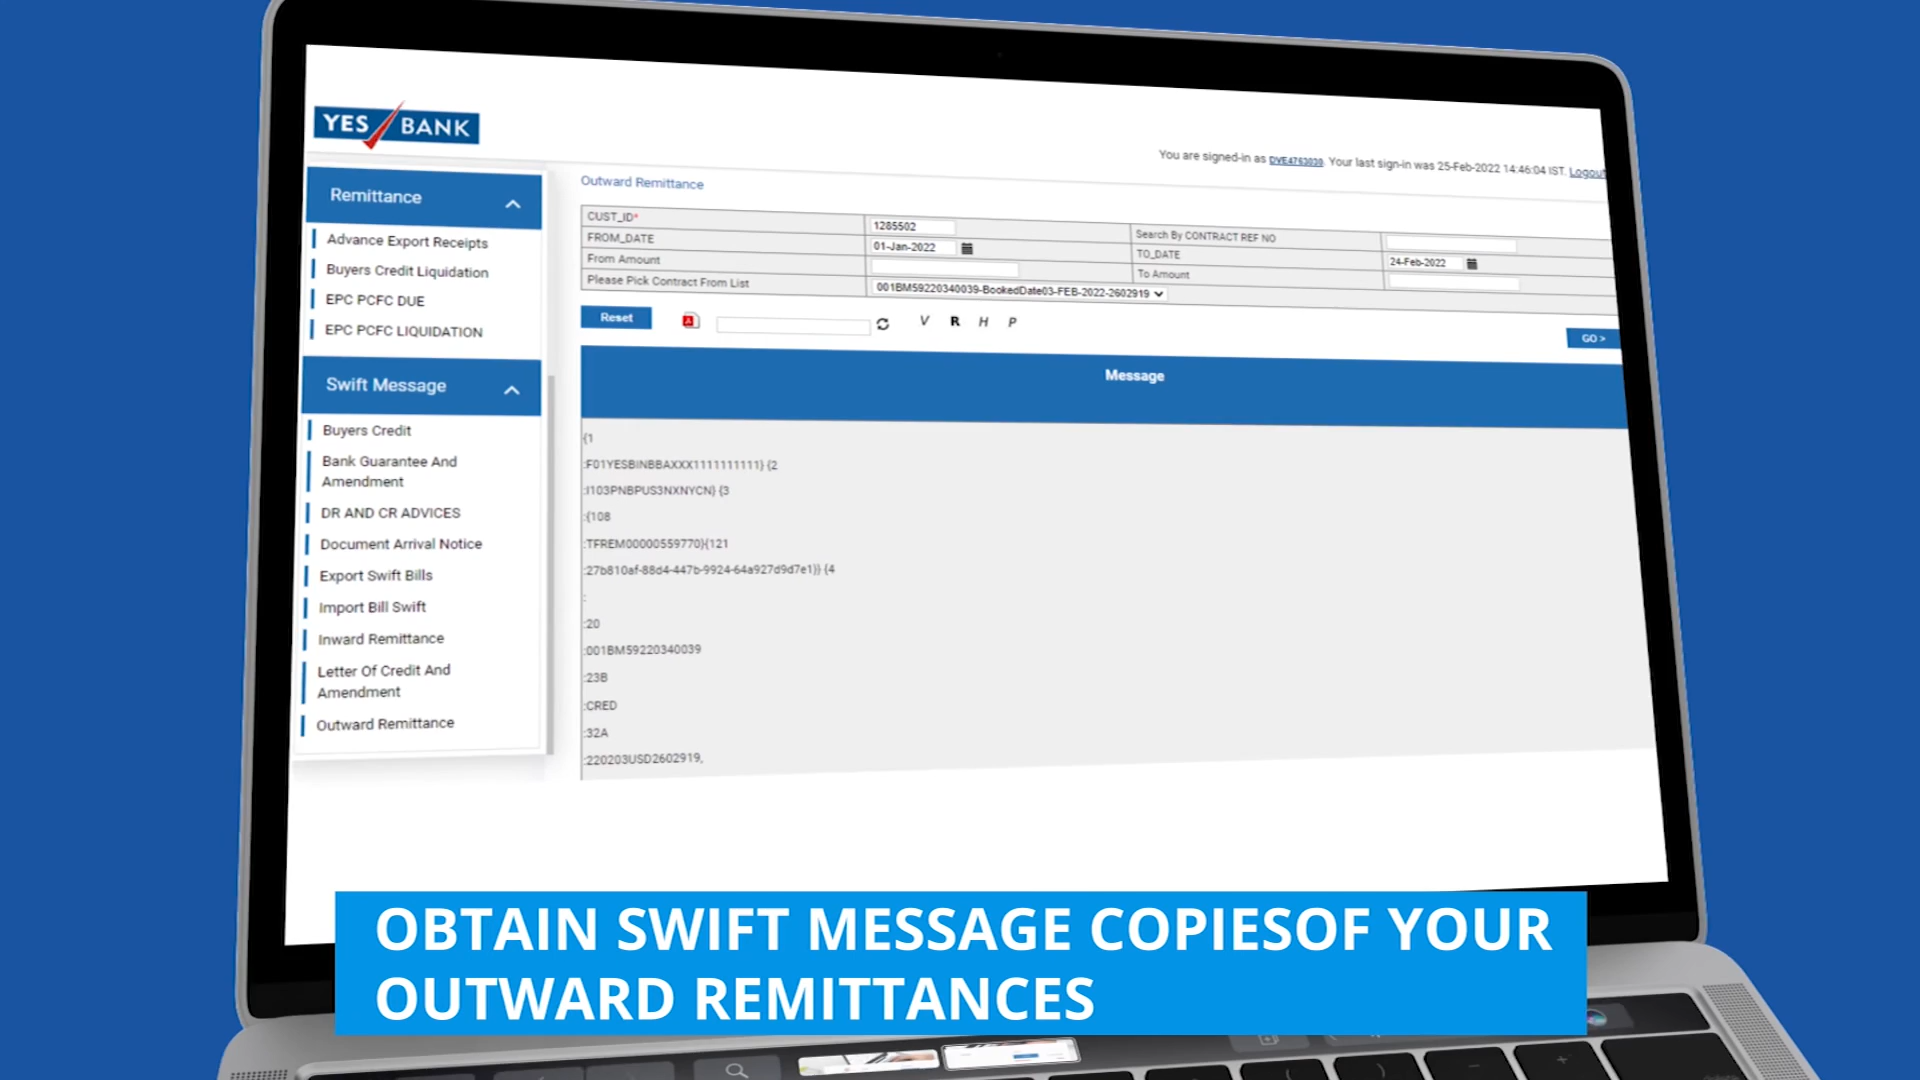 YES BANK
You are signed-in as DVE4763030. Your last sign-in was 25-Feb-2022 14:46:04 IST. Logout
Remittance
Advance Export Receipts
Buyers Credit Liquidation
EPC PCFC DUE
EPC PCFC LIQUIDATION
Swift Message
Buyers Credit
Bank Guarantee And
Amendment
DR AND CR ADVICES
Document Arrival Notice
Export Swift Bills
Import Bill Swift
Inward Remittance
Letter Of Credit And
Amendment
Outward Remittance
Outward Remittance
CUST_ID* 1285502 Search By CONTRACT REF NO
FROM_DATE 01-Jan-2022 TO_DATE 24-Feb-2022
From Amount To Amount
Please Pick Contract From List 001BM59220340039-BookedDate03-FEB-2022-2602919
Reset V R H P GO >
Message
{1
:F01YESBINBBAXXX1111111111} {2
:I103PNBPUS3NXNYCN} {3
:{108
:TFREM00000559770}{121
:27b810af-88d4-447b-9924-64a927d9d7e1}} {4
:
:20
:001BM59220340039
:23B
:CRED
:32A
:220203USD2602919,
OBTAIN SWIFT MESSAGE COPIESOF YOUR
OUTWARD REMITTANCES